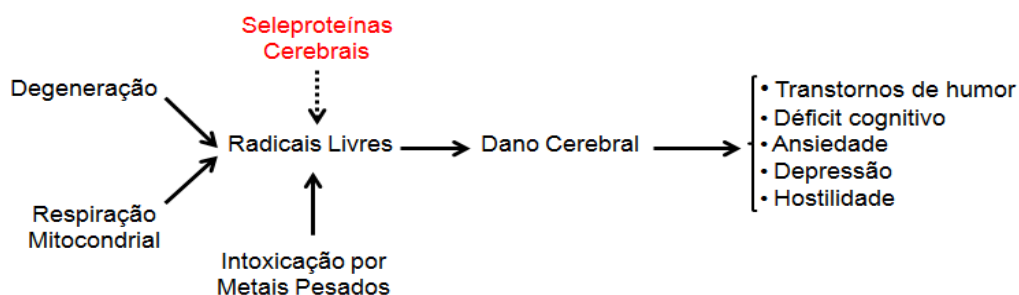 Seleproteínas
Cerebrais
Degeneração
Radicais Livres
Dano Cerebral
• Transtornos de humor
• Déficit cognitivo
• Ansiedade
• Depressão
• Hostilidade
Respiração
Mitocondrial
Intoxicação por
Metais Pesados